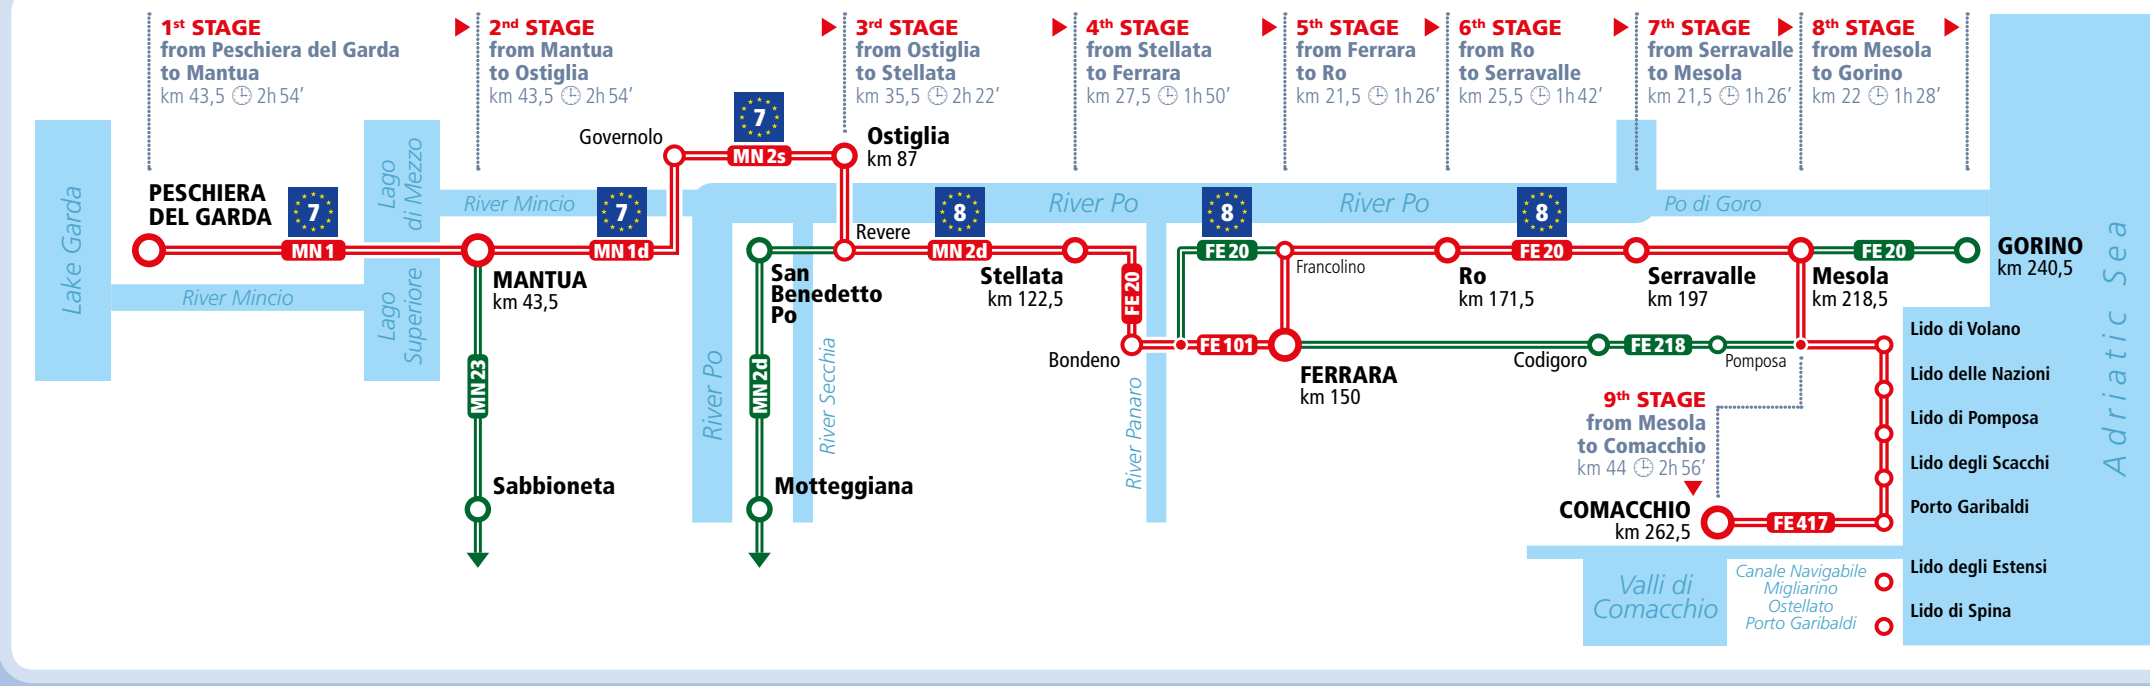 1st STAGE
from Peschiera del Garda
to Mantua
km 43,5 2h 54’
2nd STAGE
from Mantua
to Ostiglia
km 43,5 2h 54’
3rd STAGE
from Ostiglia
to Stellata
km 35,5 2h 22’
4th STAGE
from Stellata
to Ferrara
km 27,5 1h 50’
5th STAGE
from Ferrara
to Ro
km 21,5 1h 26’
6th STAGE
from Ro
to Serravalle
km 25,5 1h 42’
7th STAGE
from Serravalle
to Mesola
km 21,5 1h 26’
8th STAGE
from Mesola
to Gorino
km 22 1h 28’
Lake Garda
PESCHIERA
DEL GARDA
7
MN 1
River Mincio
Lago
di Mezzo
Lago
Superiore
River Mincio
7
MN 1d
MANTUA
km 43,5
MN 23
Sabbioneta
Governolo
7
MN 2s
Ostiglia
km 87
River Po
San
Benedetto
Po
MN 2d
Motteggiana
River Secchia
Revere
8
MN 2d
Stellata
km 122,5
River Po
FE 20
Bondeno
River Panaro
8
FE 20
FE 101
Francolino
FERRARA
km 150
River Po
Ro
km 171,5
8
FE 20
Serravalle
km 197
Po di Goro
Mesola
km 218,5
FE 20
GORINO
km 240,5
Codigoro
FE 218
Pomposa
9th STAGE
from Mesola
to Comacchio
km 44 2h 56’
COMACCHIO
km 262,5
FE 417
Lido di Volano
Lido delle Nazioni
Lido di Pomposa
Lido degli Scacchi
Porto Garibaldi
Lido degli Estensi
Lido di Spina
Valli di
Comacchio
Canale Navigabile
Migliarino
Ostellato
Porto Garibaldi
Adriatic Sea